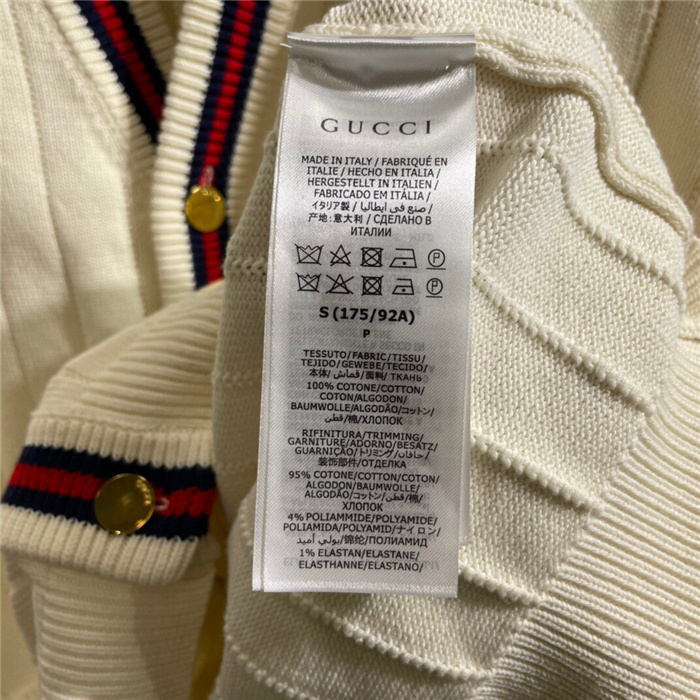 GUCCI
MADE IN ITALY / FABRIQUÉ EN
ITALIE / HECHO EN ITALIA /
HERGESTELLT IN ITALIEN /
FABRICADO EM ITÁLIA /
イタリア製 / صنع في ايطاليا /
产地: 意大利 / СДЕЛАНО В
ИТАЛИИ
P
P
S (175/92A)
P
TESSUTO/FABRIC/TISSU/
TEJIDO/GEWEBE/TECIDO/
本体/ قماش/ 面料/ ТКАНЬ
100% COTONE/COTTON/
COTON/ALGODON/
BAUMWOLLE/ALGODÃO/コットン/
قطن/棉/ХЛОПОК
RIFINITURA/TRIMMING/
GARNITURE/ADORNO/BESATZ/
GUARNIÇÃO/トリミング/حافات/
装饰部件/ОТДЕЛКА
95% COTONE/COTTON/COTON/
ALGODON/BAUMWOLLE/
ALGODÃO/コットン/قطن/棉/
ХЛОПОК
4% POLIAMMIDE/POLYAMIDE/
POLIAMIDA/POLYAMID/ナイロン/
بولي أميد/锦纶/ПОЛИАМИД
1% ELASTAN/ELASTANE/
ELASTHANNE/ELASTANO/